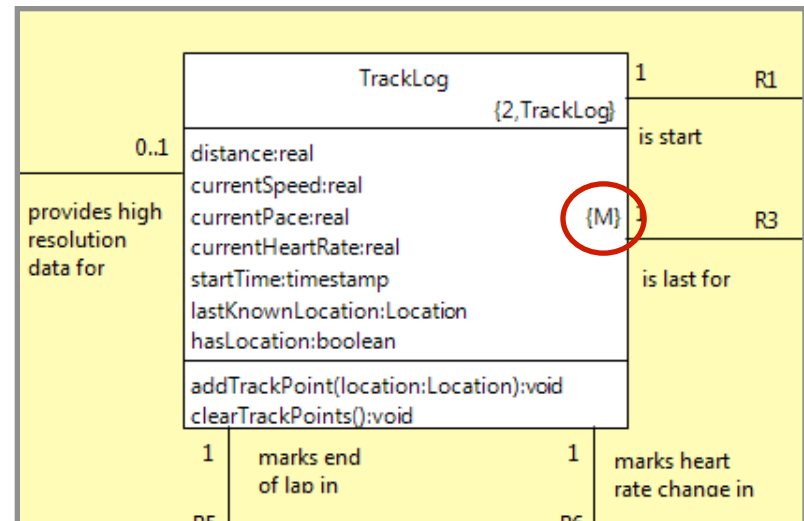 TrackLog
{2,TrackLog}
distance:real
currentSpeed:real
currentPace:real {M}
currentHeartRate:real
startTime:timestamp
lastKnownLocation:Location
hasLocation:boolean
addTrackPoint(location:Location):void
clearTrackPoints():void
0..1
provides high
resolution
data for
1 R1
is start
1 R3
is last for
1
marks end
of lap in
R5
1
marks heart
rate change in
R6